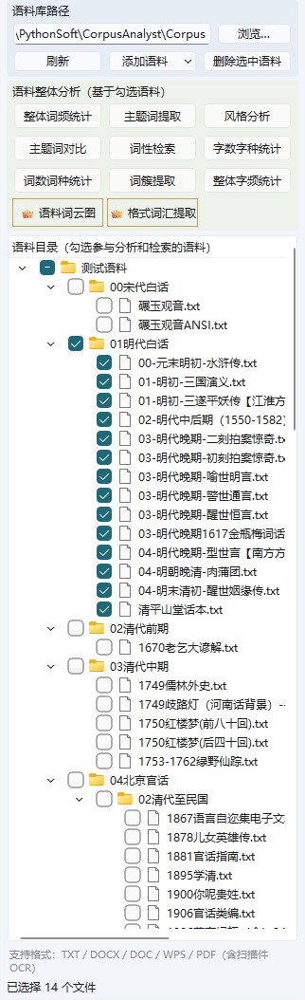 语料库路径
\PythonSoft\CorpusAnalyst\Corpus 浏览...
刷新 添加语料 删除选中语料
语料整体分析（基于勾选语料）
整体词频统计 主题词提取 风格分析
主题词对比 词性检索 字数字种统计
词数词种统计 词簇提取 整体字频统计
语料词云图 格式词汇提取
语料目录（勾选参与分析和检索的语料）
测试语料
00宋代白话
碾玉观音.txt
碾玉观音ANSI.txt
01明代白话
00-元末明初-水浒传.txt
01-明初-三国演义.txt
01-明初-三遂平妖传【江淮方
02-明代中后期（1550-1582）
03-明代晚期-二刻拍案惊奇.tx
03-明代晚期-初刻拍案惊奇.tx
03-明代晚期-喻世明言.txt
03-明代晚期-警世通言.txt
03-明代晚期-醒世恒言.txt
03-明代晚期1617金瓶梅词话
04-明代晚期-型世言【南方方
04-明朝晚清-肉蒲团.txt
04-明末清初-醒世姻缘传.txt
清平山堂话本.txt
02清代前期
1670老乞大谚解.txt
03清代中期
1749儒林外史.txt
1749歧路灯（河南话背景）--
1750红楼梦(前八十回).txt
1750红楼梦(后四十回).txt
1753-1762绿野仙踪.txt
04北京官话
02清代至民国
1867语言自迩集电子文
1878儿女英雄传.txt
1881官话指南.txt
1895学清.txt
1900你呢贵姓.txt
1906官话类编.txt
支持格式：TXT / DOCX / DOC / WPS / PDF（含扫描件
OCR）
已选择 14 个文件